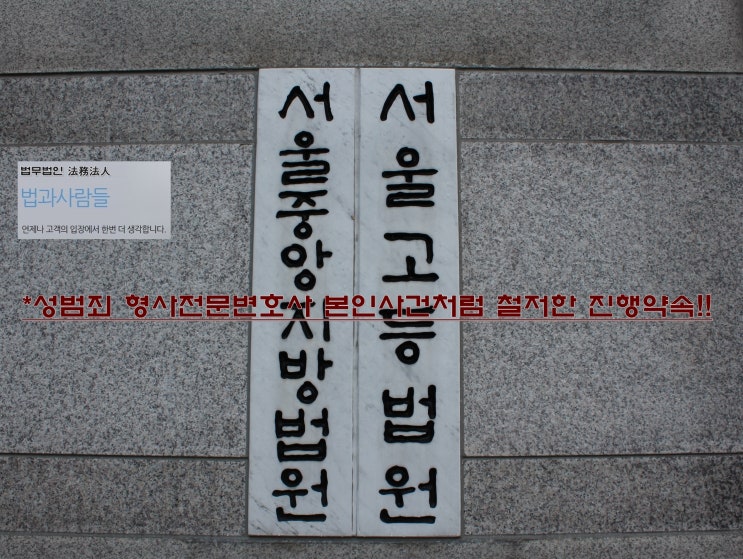 법무법인 法務法人
법과사람들
언제나 고객의 입장에서 한번 더 생각합니다.
서울중앙지방법원
서울고등법원
*성범죄 형사전문변호사 본인사건처럼 철저한 진행약속!!